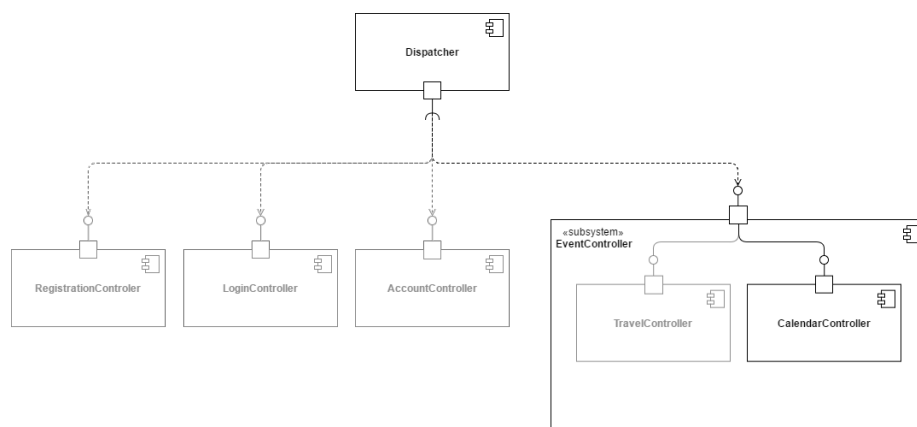 Dispatcher
«subsystem»
EventController
RegistrationControler
LoginController
AccountController
TravelController
CalendarController